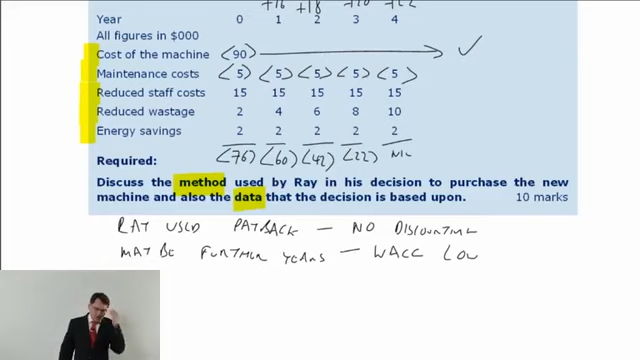 +16 +18 +20 +22
Year 0 1 2 3 4
All figures in $000
Cost of the machine <90> ✓
Maintenance costs <5> <5> <5> <5> <5>
Reduced staff costs 15 15 15 15 15
Reduced wastage 2 4 6 8 10
Energy savings 2 2 2 2 2
<76> <60> <42> <22> NIL
Required:
Discuss the method used by Ray in his decision to purchase the new
machine and also the data that the decision is based upon. 10 marks
RAY USED PAYBACK — NO DISCOUNTING
MAY BE FURTHER YEARS — WACC LOW